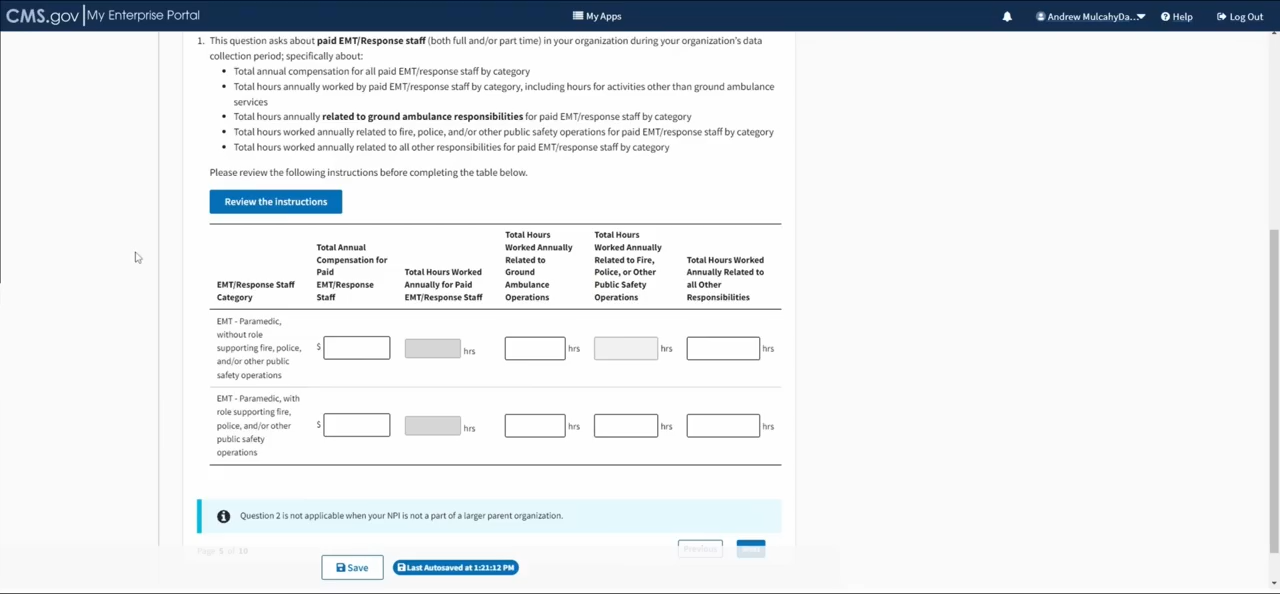 CMS.gov | My Enterprise Portal My Apps Andrew MulcahyDa... Help Log Out
1. This question asks about paid EMT/Response staff (both full and/or part time) in your organization during your organization's data
collection period; specifically about:
• Total annual compensation for all paid EMT/response staff by category
• Total hours annually worked by paid EMT/response staff by category, including hours for activities other than ground ambulance
services
• Total hours annually related to ground ambulance responsibilities for paid EMT/response staff by category
• Total hours worked annually related to fire, police, and/or other public safety operations for paid EMT/response staff by category
• Total hours worked annually related to all other responsibilities for paid EMT/response staff by category
Please review the following instructions before completing the table below.
Review the instructions
EMT/Response Staff
Category
Total Annual
Compensation for
Paid
EMT/Response
Staff
Total Hours Worked
Annually for Paid
EMT/Response Staff
Total Hours
Worked Annually
Related to
Ground
Ambulance
Operations
Total Hours
Worked Annually
Related to Fire,
Police, or Other
Public Safety
Operations
Total Hours Worked
Annually Related to
all Other
Responsibilities
EMT - Paramedic,
without role
supporting fire, police,
and/or other public
safety operations
$ hrs hrs hrs hrs
EMT - Paramedic, with
role supporting fire,
police, and/or other
public safety
operations
$ hrs hrs hrs hrs
Question 2 is not applicable when your NPI is not a part of a larger parent organization.
Page 5 of 10 Previous Next
Save Last Autosaved at 1:21:12 PM